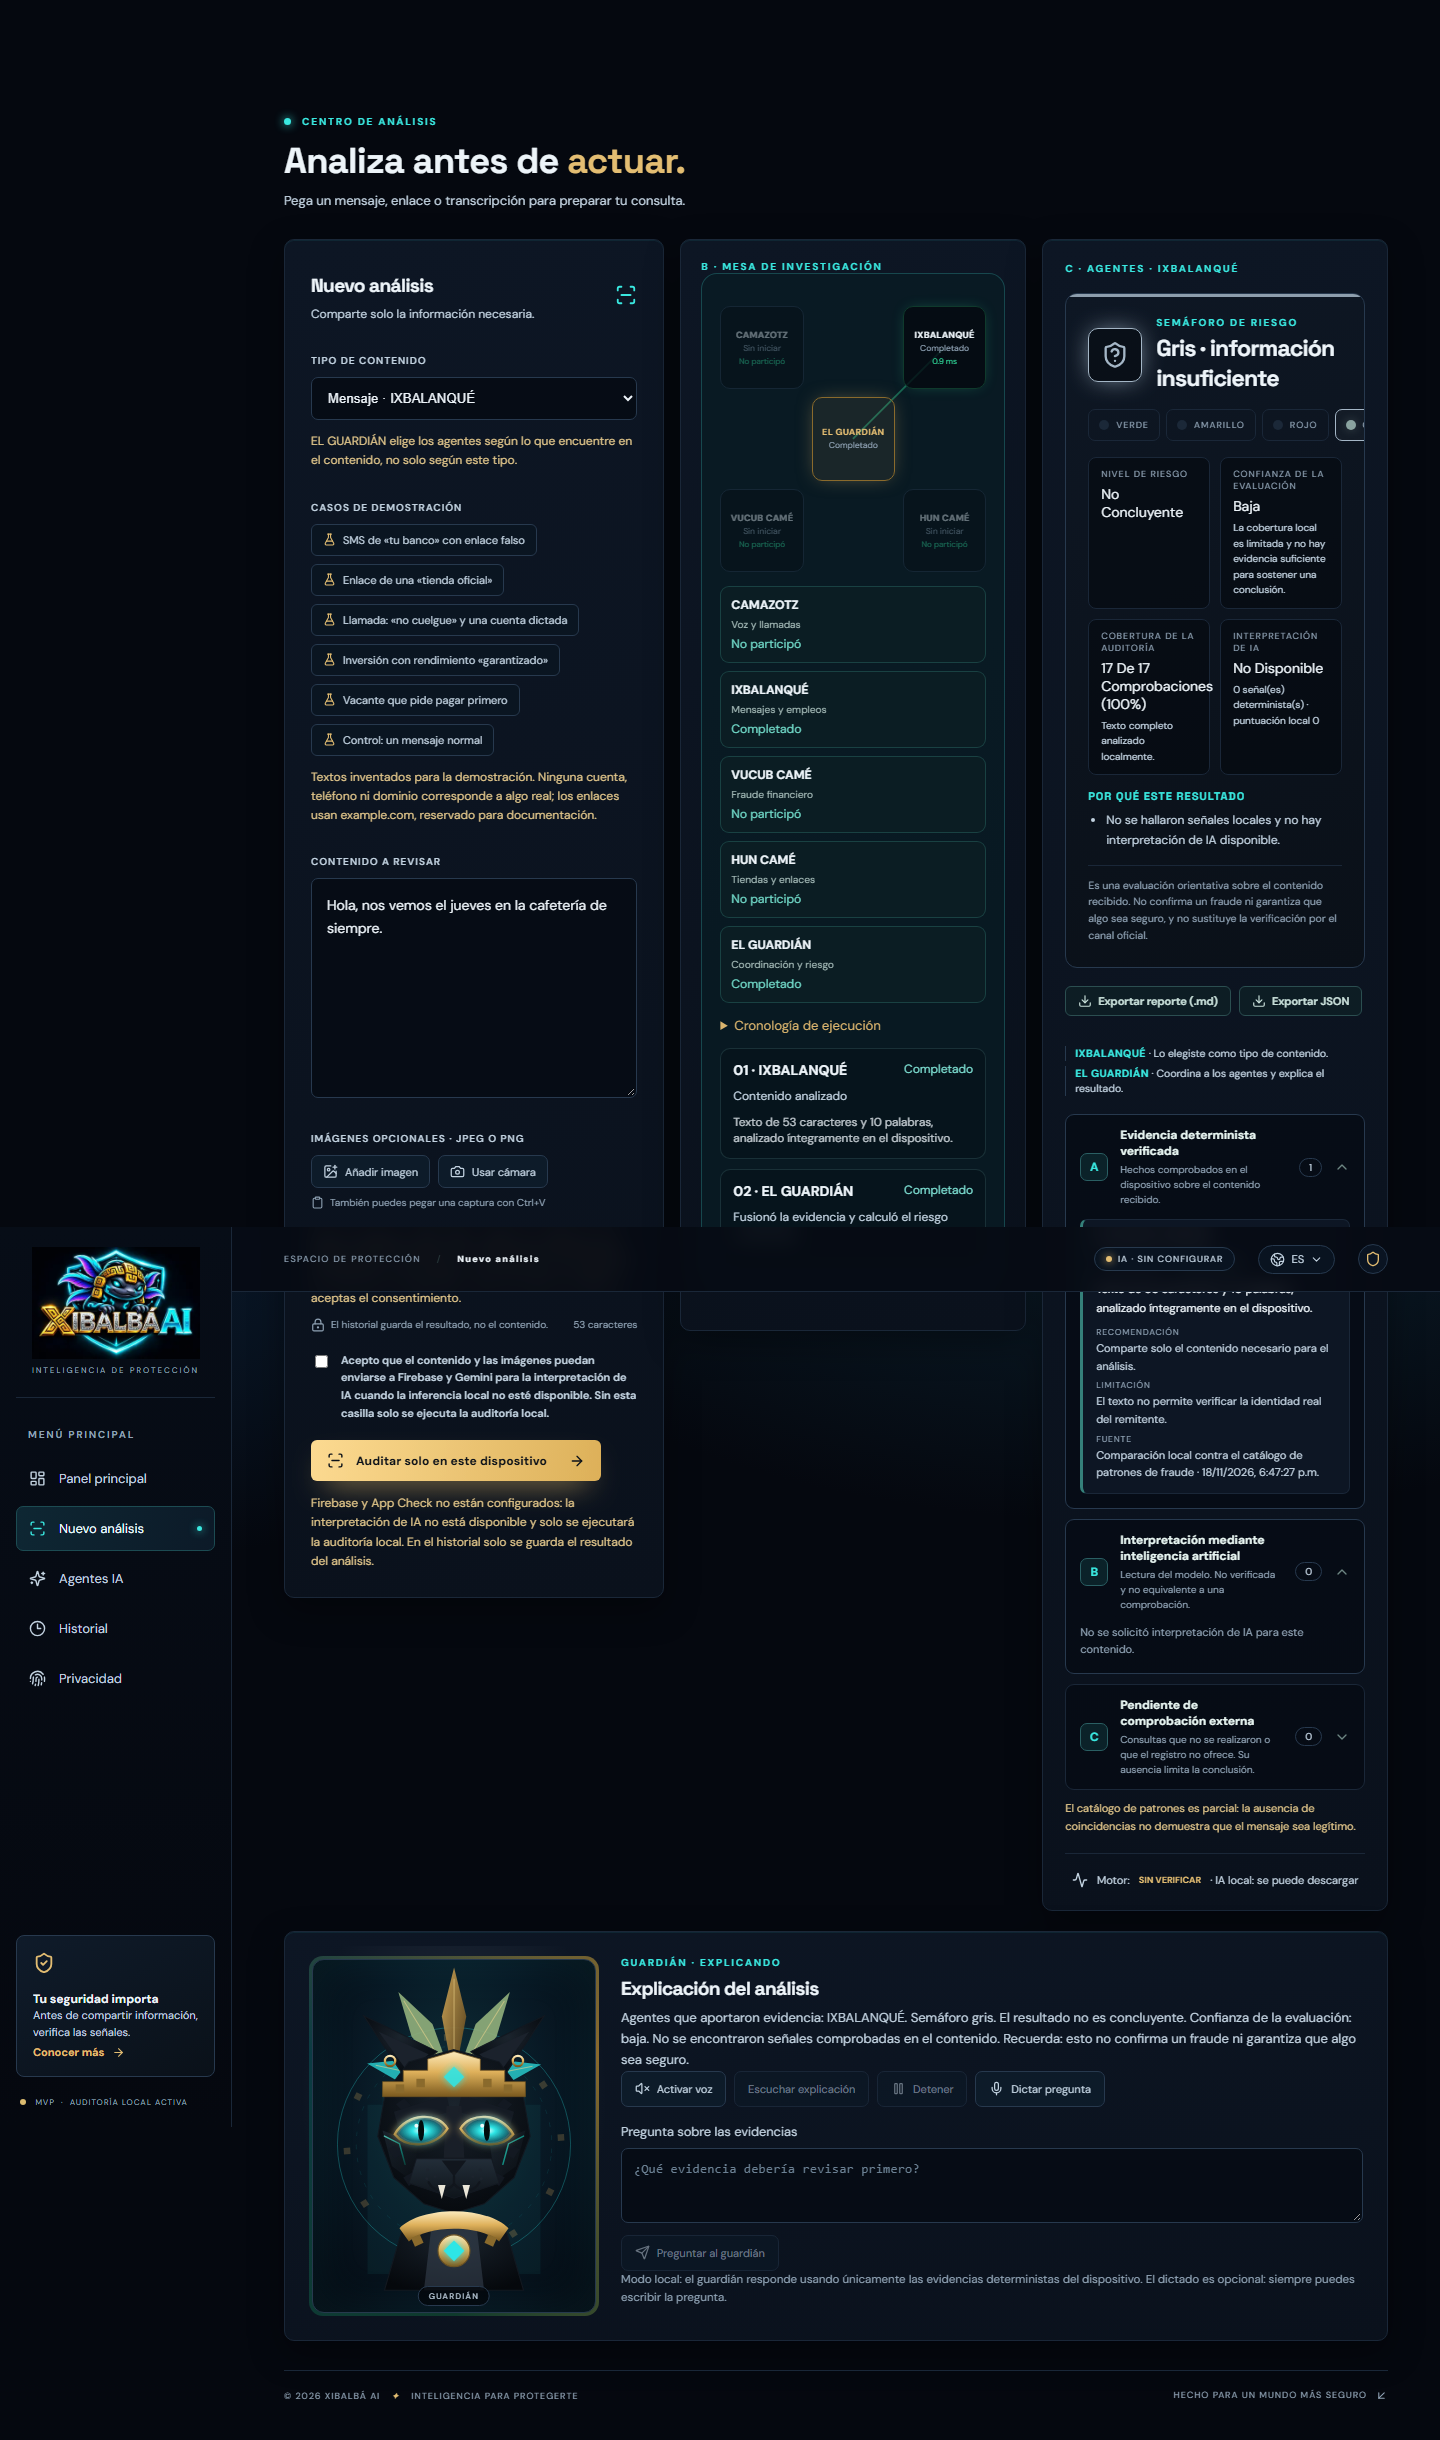 CENTRO DE ANÁLISIS
Analiza antes de actuar.
Pega un mensaje, enlace o transcripción para preparar tu consulta.
Nuevo análisis
Comparte solo la información necesaria.
TIPO DE CONTENIDO
Mensaje · IXBALANQUÉ
EL GUARDIÁN elige los agentes según lo que encuentre en
el contenido, no solo según este tipo.
CASOS DE DEMOSTRACIÓN
SMS de «tu banco» con enlace falso
Enlace de una «tienda oficial»
Llamada: «no cuelgue» y una cuenta dictada
Inversión con rendimiento «garantizado»
Vacante que pide pagar primero
Control: un mensaje normal
Textos inventados para la demostración. Ninguna cuenta,
teléfono ni dominio corresponde a algo real; los enlaces
usan example.com, reservado para documentación.
CONTENIDO A REVISAR
Hola, nos vemos el jueves en la cafetería de
siempre.
IMÁGENES OPCIONALES · JPEG O PNG
Añadir imagen
Usar cámara
También puedes pegar una captura con Ctrl+V
aceptas el consentimiento.
El historial guarda el resultado, no el contenido.
53 caracteres
Acepto que el contenido y las imágenes puedan
enviarse a Firebase y Gemini para la interpretación de
IA cuando la inferencia local no esté disponible. Sin esta
casilla solo se ejecuta la auditoría local.
Auditar solo en este dispositivo
Firebase y App Check no están configurados: la
interpretación de IA no está disponible y solo se ejecutará
la auditoría local. En el historial solo se guarda el resultado
del análisis.
B · MESA DE INVESTIGACIÓN
CAMAZOTZ
Sin iniciar
No participó
IXBALANQUÉ
Completado
0.9 ms
EL GUARDIÁN
Completado
VUCUB CAMÉ
Sin iniciar
No participó
HUN CAMÉ
Sin iniciar
No participó
CAMAZOTZ
Voz y llamadas
No participó
IXBALANQUÉ
Mensajes y empleos
Completado
VUCUB CAMÉ
Fraude financiero
No participó
HUN CAMÉ
Tiendas y enlaces
No participó
EL GUARDIÁN
Coordinación y riesgo
Completado
Cronología de ejecución
01 · IXBALANQUÉ
Completado
Contenido analizado
Texto de 53 caracteres y 10 palabras,
analizado íntegramente en el dispositivo.
02 · EL GUARDIÁN
Completado
Fusionó la evidencia y calculó el riesgo
C · AGENTES · IXBALANQUÉ
SEMÁFORO DE RIESGO
Gris · información
insuficiente
VERDE
AMARILLO
ROJO
NIVEL DE RIESGO
No
Concluyente
CONFIANZA DE LA
EVALUACIÓN
Baja
La cobertura local
es limitada y no hay
evidencia suficiente
para sostener una
conclusión.
COBERTURA DE LA
AUDITORÍA
17 De 17
Comprobaciones
(100%)
Texto completo
analizado
localmente.
INTERPRETACIÓN
DE IA
No Disponible
0 señal(es)
determinista(s) ·
puntuación local 0
POR QUÉ ESTE RESULTADO
No se hallaron señales locales y no hay
interpretación de IA disponible.
Es una evaluación orientativa sobre el contenido
recibido. No confirma un fraude ni garantiza que
algo sea seguro, y no sustituye la verificación por el
canal oficial.
Exportar reporte (.md)
Exportar JSON
IXBALANQUÉ · Lo elegiste como tipo de contenido.
EL GUARDIÁN · Coordina a los agentes y explica el
resultado.
A
Evidencia determinista
verificada
Hechos comprobados en el
dispositivo sobre el contenido
recibido.
1
analizado íntegramente en el dispositivo.
RECOMENDACIÓN
Comparte solo el contenido necesario para el
análisis.
LIMITACIÓN
El texto no permite verificar la identidad real
del remitente.
FUENTE
Comparación local contra el catálogo de
patrones de fraude · 18/11/2026, 6:47:27 p.m.
B
Interpretación mediante
inteligencia artificial
Lectura del modelo. No verificada
y no equivalente a una
comprobación.
0
No se solicitó interpretación de IA para este
contenido.
C
Pendiente de
comprobación externa
Consultas que no se realizaron o
que el registro no ofrece. Su
ausencia limita la conclusión.
0
El catálogo de patrones es parcial: la ausencia de
coincidencias no demuestra que el mensaje sea legítimo.
Motor: SIN VERIFICAR · IA local: se puede descargar
ESPACIO DE PROTECCIÓN / Nuevo análisis
IA · SIN CONFIGURAR
ES
XIBALBÁ AI
INTELIGENCIA DE PROTECCIÓN
MENÚ PRINCIPAL
Panel principal
Nuevo análisis
Agentes IA
Historial
Privacidad
Tu seguridad importa
Antes de compartir información,
verifica las señales.
Conocer más
MVP · AUDITORÍA LOCAL ACTIVA
GUARDIÁN
GUARDIÁN · EXPLICANDO
Explicación del análisis
Agentes que aportaron evidencia: IXBALANQUÉ. Semáforo gris. El resultado no es concluyente. Confianza de la evaluación:
baja. No se encontraron señales comprobadas en el contenido. Recuerda: esto no confirma un fraude ni garantiza que algo
sea seguro.
Activar voz
Escuchar explicación
Detener
Dictar pregunta
Pregunta sobre las evidencias
¿Qué evidencia debería revisar primero?
Preguntar al guardián
Modo local: el guardián responde usando únicamente las evidencias deterministas del dispositivo. El dictado es opcional: siempre puedes
escribir la pregunta.
© 2026 XIBALBÁ AI ✦ INTELIGENCIA PARA PROTEGERTE
HECHO PARA UN MUNDO MÁS SEGURO